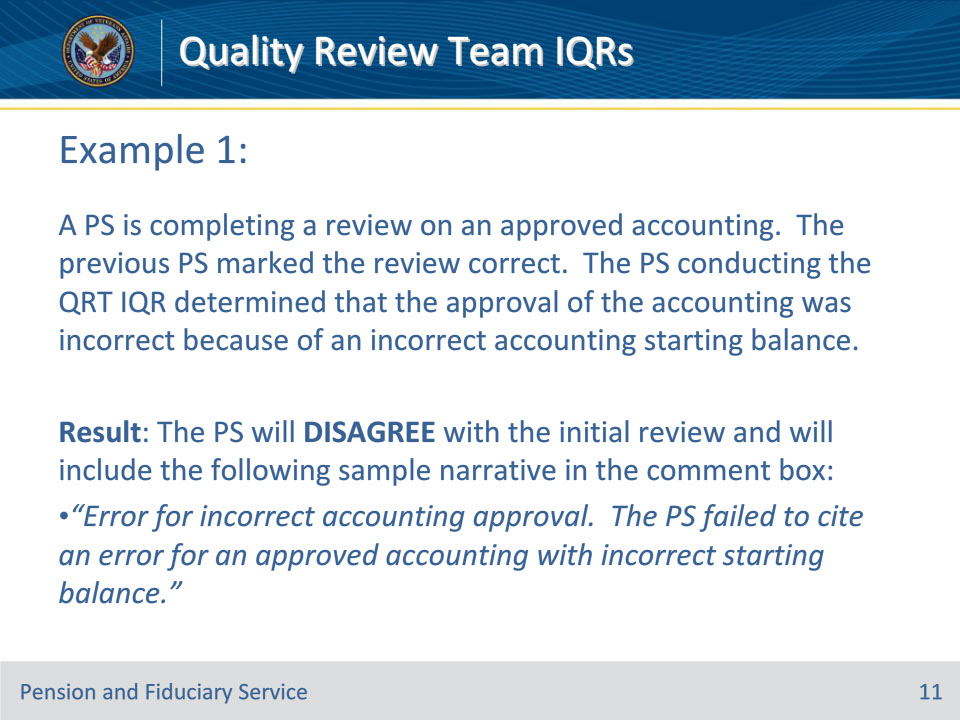 Quality Review Team IQRs
Example 1:
A PS is completing a review on an approved accounting.  The
previous PS marked the review correct.  The PS conducting the
QRT IQR determined that the approval of the accounting was
incorrect because of an incorrect accounting starting balance.
Result: The PS will DISAGREE with the initial review and will
include the following sample narrative in the comment box:
•“Error for incorrect accounting approval.  The PS failed to cite
an error for an approved accounting with incorrect starting
balance.”
Pension and Fiduciary Service
11